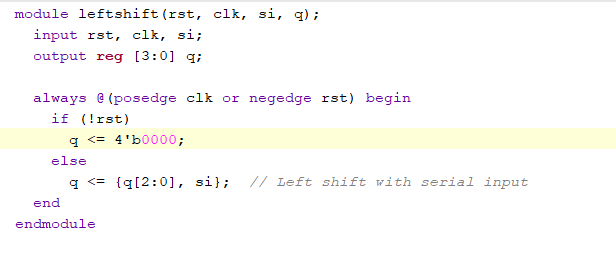 module leftshift(rst, clk, si, q);
  input rst, clk, si;
  output reg [3:0] q;

  always @(posedge clk or negedge rst) begin
    if (!rst)
      q <= 4'b0000;
    else
      q <= {q[2:0], si};  // Left shift with serial input
  end
endmodule